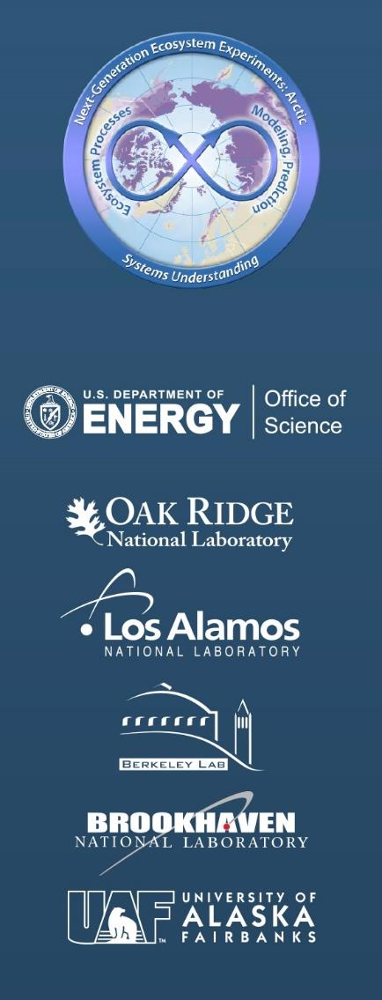 Next-Generation Ecosystem Experiments: Arctic
Ecosystem Processes
Modeling, Prediction
Systems Understanding
U.S. DEPARTMENT OF
ENERGY
Office of
Science
OAK RIDGE
National Laboratory
Los Alamos
NATIONAL LABORATORY
BERKELEY LAB
BROOKHAVEN
NATIONAL LABORATORY
UAF
TM
UNIVERSITY OF
ALASKA
FAIRBANKS